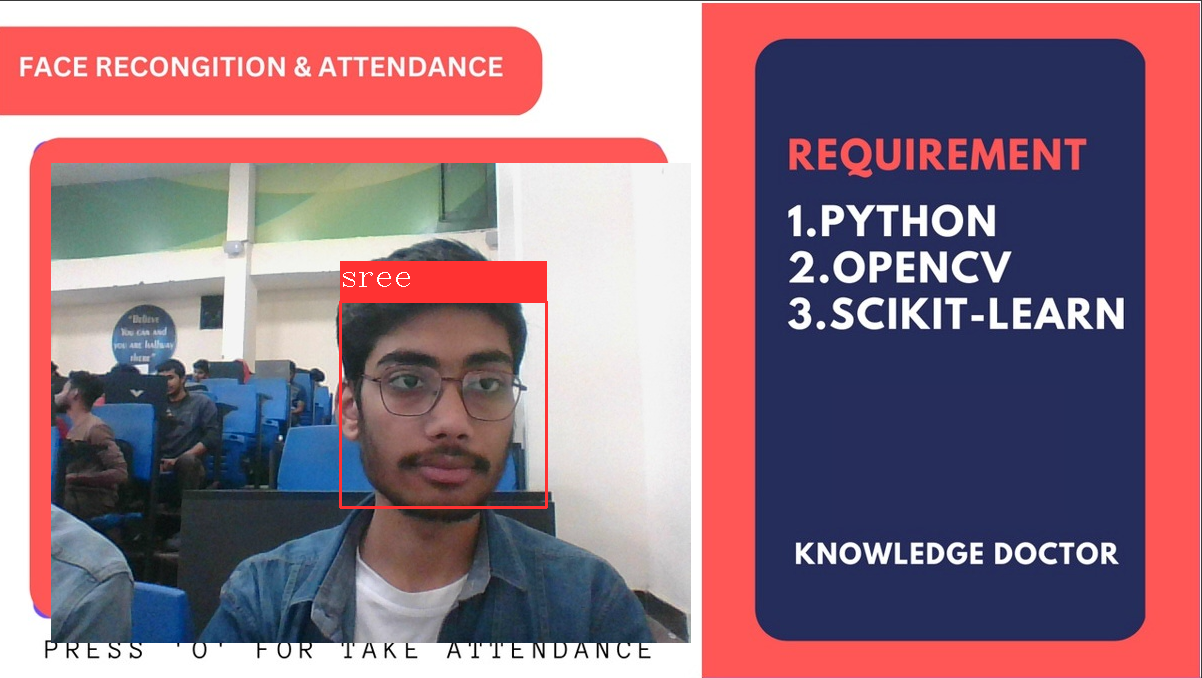 FACE RECONGITION & ATTENDANCE
sree
"Believe
You can and
you are halfway
there"
PRESS 'O' FOR TAKE ATTENDANCE
REQUIREMENT
1.PYTHON
2.OPENCV
3.SCIKIT-LEARN
KNOWLEDGE DOCTOR